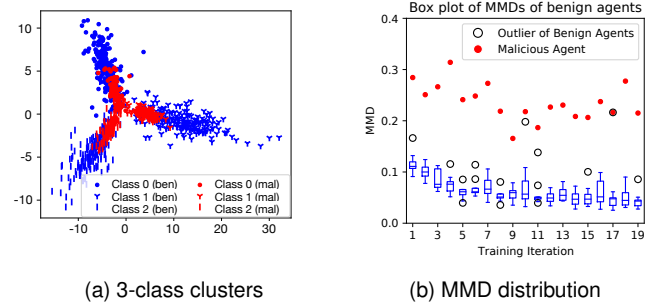 10
5
0
-5
-10
-15
-10
0
10
20
30
Class 0 (ben)
Class 1 (ben)
Class 2 (ben)
Class 0 (mal)
Class 1 (mal)
Class 2 (mal)
(a) 3-class clusters
Box plot of MMDs of benign agents
Outlier of Benign Agents
Malicious Agent
MMD
0.4
0.3
0.2
0.1
0.0
1 3 5 7 9 11 13 15 17 19
Training Iteration
(b) MMD distribution